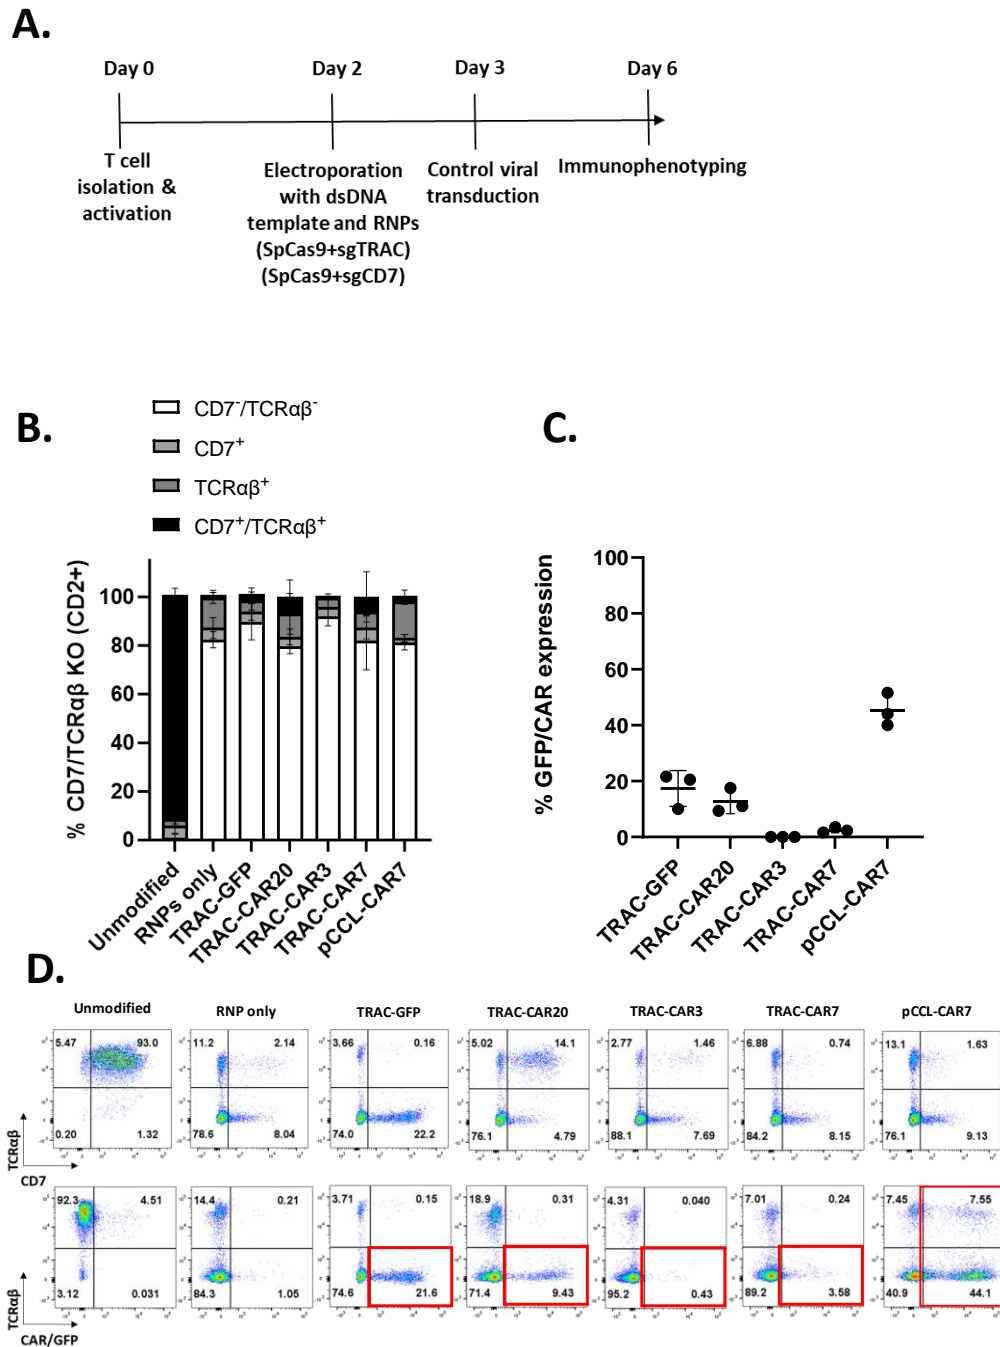 A.
Day 0
Day 2
Day 3
Day 6
T cell
isolation &
activation
Electroporation
with dsDNA
template and RNPs
(SpCas9+sgTRAC)
(SpCas9+sgCD7)
Control viral
transduction
Immunophenotyping
B.
CD7⁻/TCRαβ⁻
CD7⁺
TCRαβ⁺
CD7⁺/TCRαβ⁺
% CD7/TCRαβ KO (CD2+)
100
80
60
40
20
0
Unmodified
RNPs only
TRAC-GFP
TRAC-CAR20
TRAC-CAR3
TRAC-CAR7
pCCL-CAR7
C.
% GFP/CAR expression
100
80
60
40
20
0
TRAC-GFP
TRAC-CAR20
TRAC-CAR3
TRAC-CAR7
pCCL-CAR7
D.
Unmodified
RNP only
TRAC-GFP
TRAC-CAR20
TRAC-CAR3
TRAC-CAR7
pCCL-CAR7
5.47 93.0
11.2 2.14
3.66 0.16
5.02 14.1
2.77 1.46
6.88 0.74
13.1 1.63
0.20 1.32
78.6 8.04
74.0 22.2
76.1 4.79
88.1 7.69
84.2 8.15
76.1 9.13
TCRαβ
CD7
92.3 4.51
14.4 0.21
3.71 0.15
18.9 0.31
4.31 0.040
7.01 0.24
7.45 7.55
3.12 0.031
84.3 1.05
74.6 21.6
71.4 9.43
95.2 0.43
89.2 3.58
40.9 44.1
TCRαβ
CAR/GFP